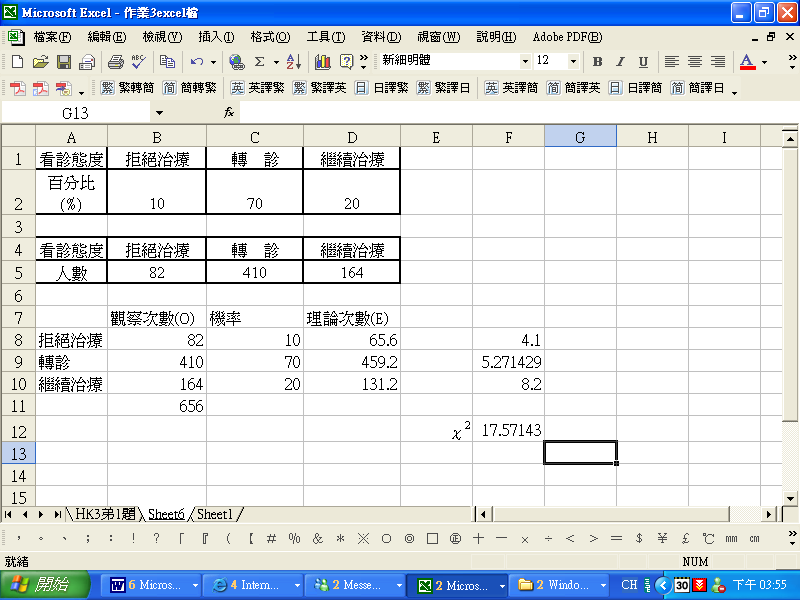 Microsoft Excel - 作業3excel檔
檔案(F) 編輯(E) 檢視(V) 插入(I) 格式(O) 工具(T) 資料(D) 視窗(W) 說明(H) Adobe PDF(B)
新細明體 12 B I U A
繁 繁轉簡 簡 簡轉繁 英 英譯繁 繁 繁譯英 日 日譯繁 繁 繁譯日 英 英譯簡 簡 簡譯英 日 日譯簡 簡 簡譯日
G13 fx
A B C D E F G H I
1 看診態度 拒絕治療 轉 診 繼續治療
百分比
2 (%) 10 70 20
3
4 看診態度 拒絕治療 轉 診 繼續治療
5 人數 82 410 164
6
7 觀察次數(O) 機率 理論次數(E)
8 拒絕治療 82 10 65.6 4.1
9 轉診 410 70 459.2 5.271429
10 繼續治療 164 20 131.2 8.2
11 656
12 χ² 17.57143
13
14
15
HK3弟1題 Sheet6 Sheet1
, 。 、 ; : ! ? 『 〔 ( 【 # % & * ※ ○ ◎ □ ㊣ + - × ÷ < > = $ ¥ £ ℃ mm cm
就緒 NUM
開始 6 Micros... 4 Intern... 2 Messe... 2 Micros... 2 Windo... CH 30 下午 03:55